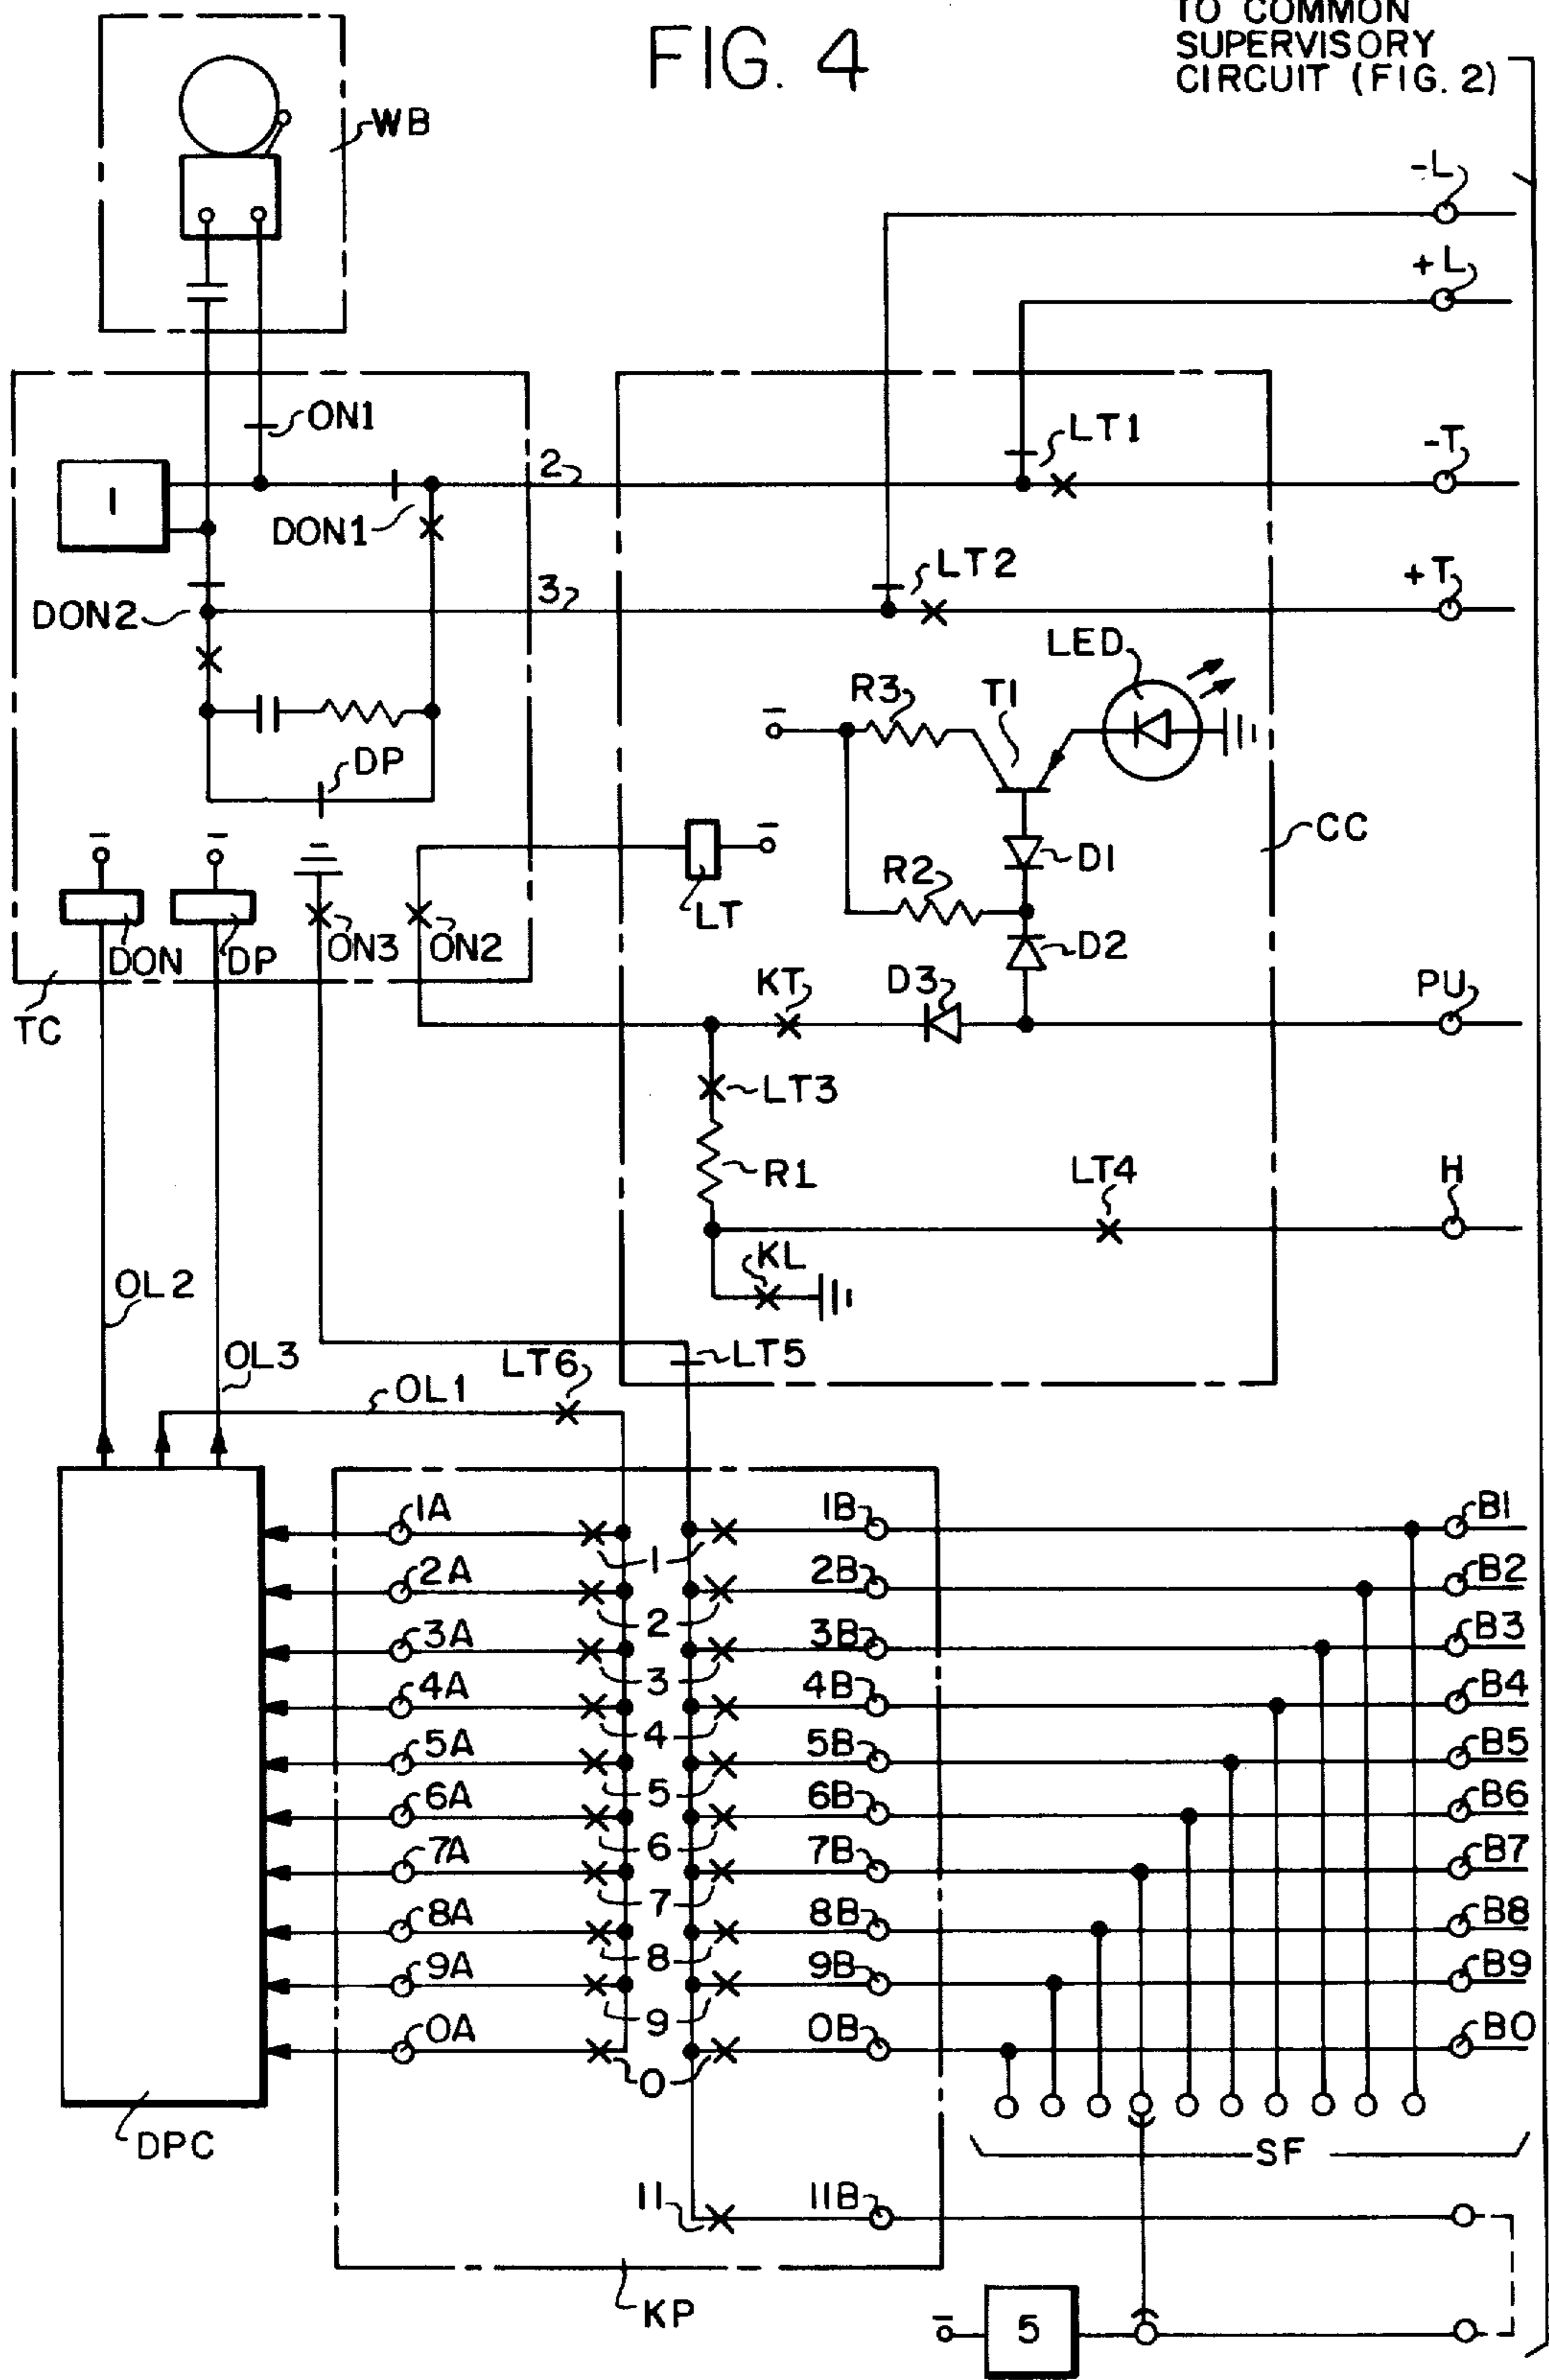 FIG. 4
TO COMMON
SUPERVISORY
CIRCUIT (FIG. 2)
WB
-L
+L
ON1
LT1
-T
1
2
DON1
LT2
+T
DON2
3
LED
R3
T1
DP
CC
D1
R2
LT
DON
DP
ON3
ON2
D2
TC
KT
D3
PU
LT3
R1
LT4
H
KL
OL2
OL3
LT6
LT5
OL1
1A 1 1B B1
2A 2 2B B2
3A 3 3B B3
4A 4 4B B4
5A 5 5B B5
6A 6 6B B6
7A 7 7B B7
8A 8 8B B8
9A 9 9B B9
0A 0 0B B0
DPC
SF
11 11B
KP
5